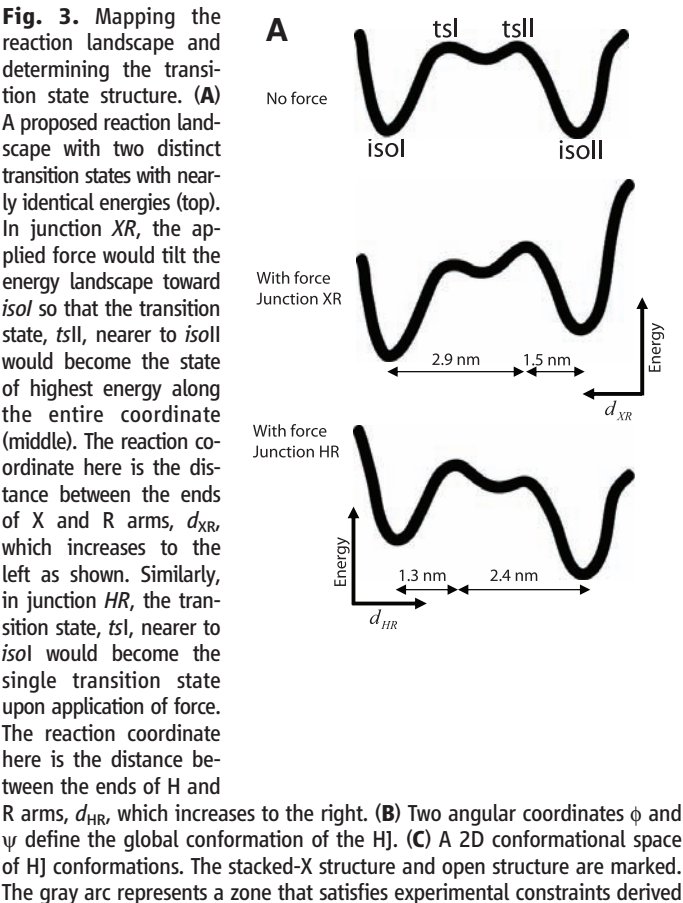 Fig. 3. Mapping the
reaction landscape and
determining the transi-
tion state structure. (A)
A proposed reaction land-
scape with two distinct
transition states with near-
ly identical energies (top).
In junction XR, the ap-
plied force would tilt the
energy landscape toward
isoI so that the transition
state, tsII, nearer to isoII
would become the state
of highest energy along
the entire coordinate
(middle). The reaction co-
ordinate here is the dis-
tance between the ends
of X and R arms, dXR,
which increases to the
left as shown. Similarly,
in junction HR, the tran-
sition state, tsI, nearer to
isoI would become the
single transition state
upon application of force.
The reaction coordinate
here is the distance be-
tween the ends of H and
R arms, dHR, which increases to the right. (B) Two angular coordinates ϕ and
ψ define the global conformation of the HJ. (C) A 2D conformational space
of HJ conformations. The stacked-X structure and open structure are marked.
The gray arc represents a zone that satisfies experimental constraints derived
A
tsI tsII
No force
isoI isoII
With force
Junction XR
2.9 nm 1.5 nm
Energy
dXR
With force
Junction HR
Energy
1.3 nm 2.4 nm
dHR